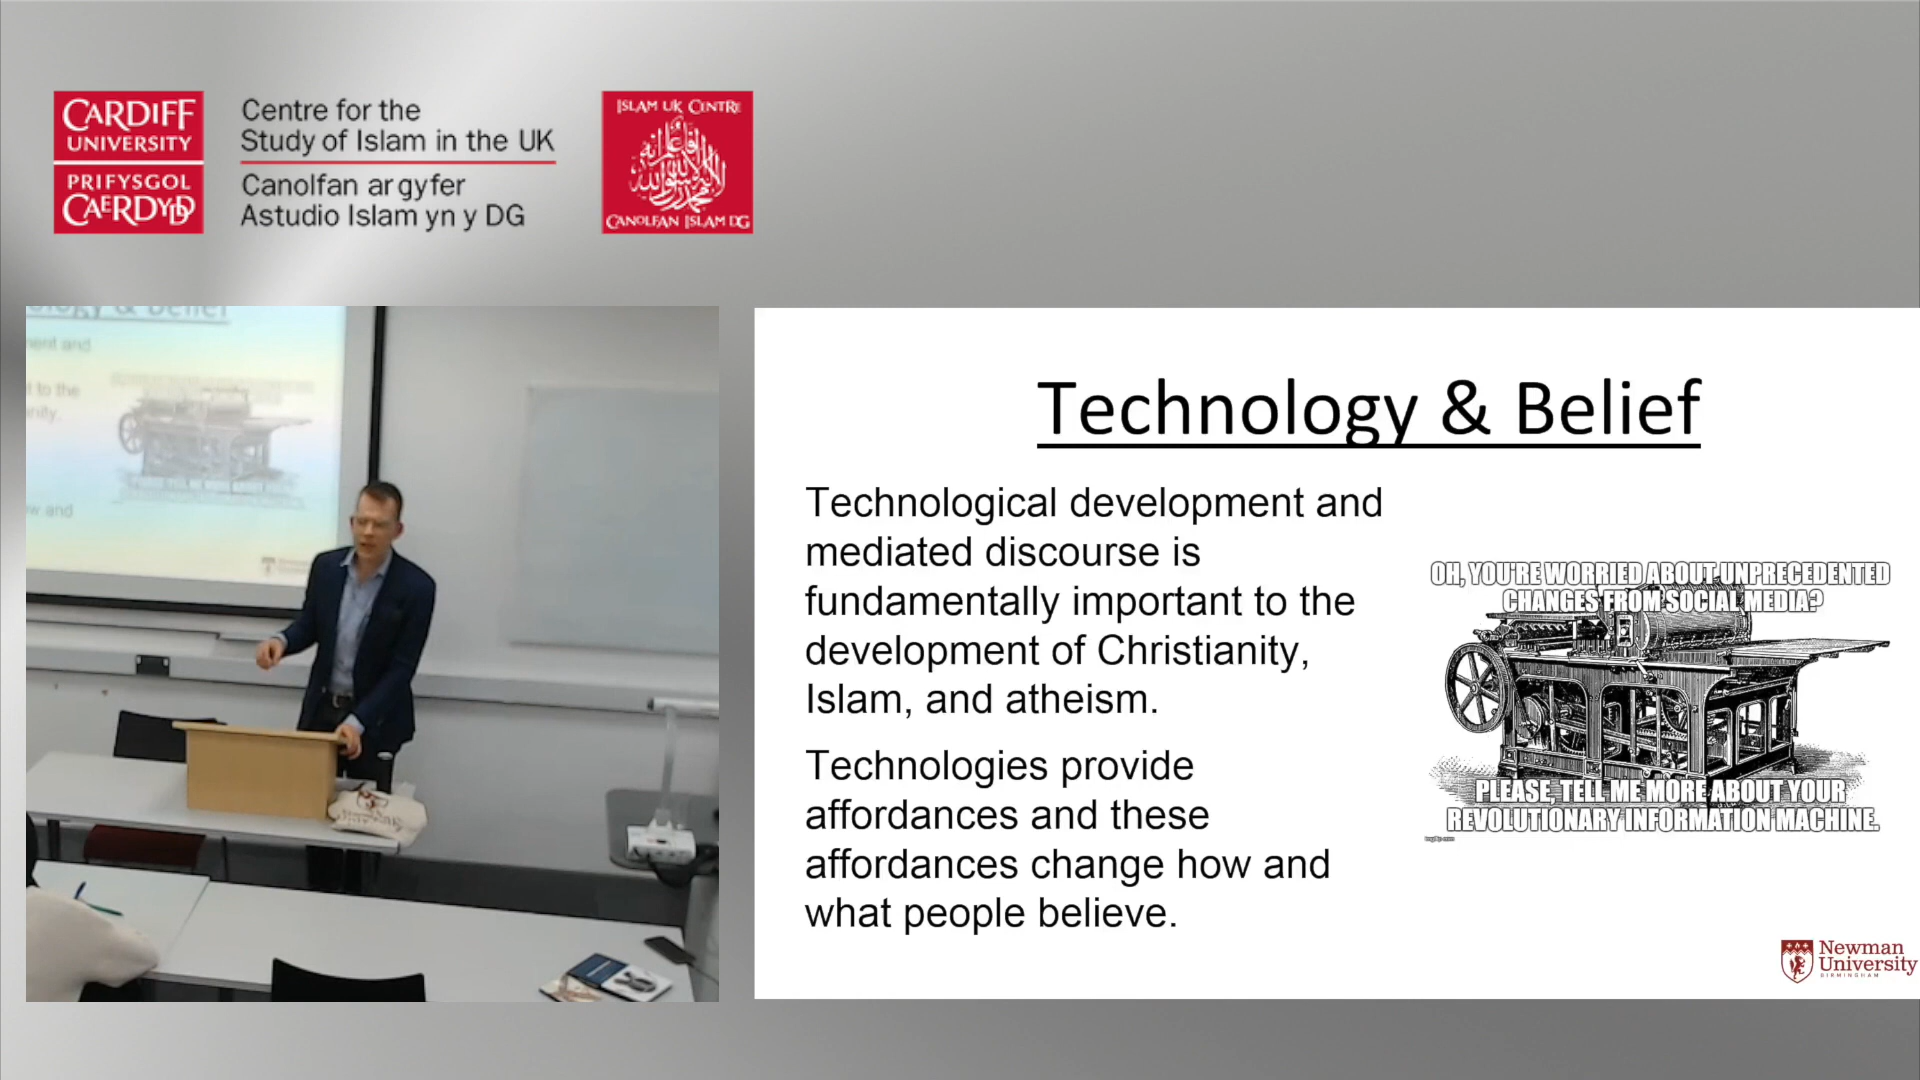 CARDIFF
UNIVERSITY
PRIFYSGOL
CAERDYDD
Centre for the
Study of Islam in the UK
Canolfan ar gyfer
Astudio Islam yn y DG
ISLAM UK CENTRE
CANOLFAN ISLAM DG
Technology & Belief
Technological development and
mediated discourse is
fundamentally important to the
development of Christianity,
Islam, and atheism.
Technologies provide
affordances and these
affordances change how and
what people believe.
OH, YOU'RE WORRIED ABOUT UNPRECEDENTED
CHANGES FROM SOCIAL MEDIA?
PLEASE, TELL ME MORE ABOUT YOUR
REVOLUTIONARY INFORMATION MACHINE.
Newman
University
BIRMINGHAM